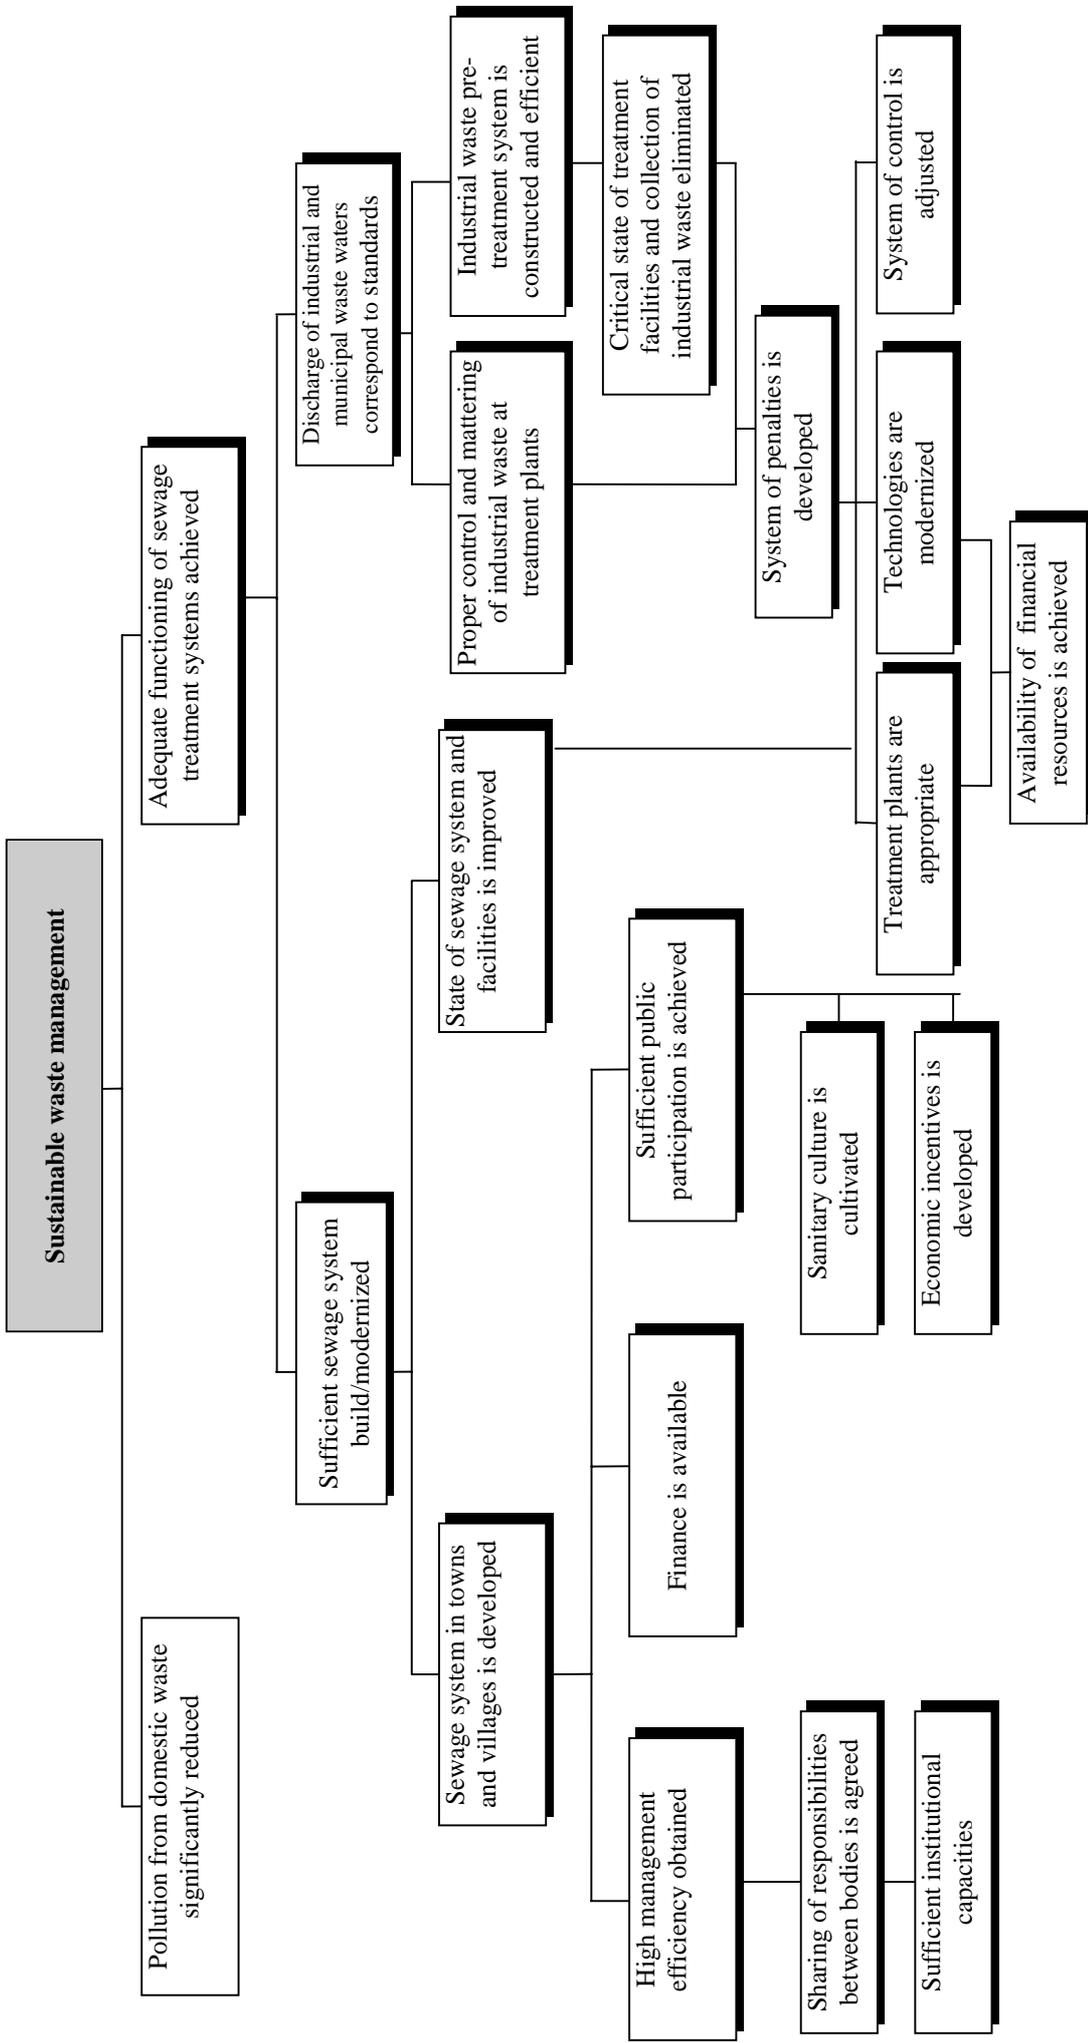 Sustainable waste management
Pollution from domestic waste
significantly reduced
Adequate functioning of sewage
treatment systems achieved
Sufficient sewage system
build/modernized
Discharge of industrial and
municipal waste waters
correspond to standards
Sewage system in towns
and villages is developed
State of sewage system and
facilities is improved
Proper control and mattering
of industrial waste at
treatment plants
Industrial waste pre-
treatment system is
constructed and efficient
High management
efficiency obtained
Finance is available
Sufficient public
participation is achieved
Critical state of treatment
facilities and collection of
industrial waste eliminated
Sharing of responsibilities
between bodies is agreed
Sanitary culture is
cultivated
System of penalties is
developed
Sufficient institutional
capacities
Economic incentives is
developed
Treatment plants are
appropriate
Technologies are
modernized
System of control is
adjusted
Availability of financial
resources is achieved